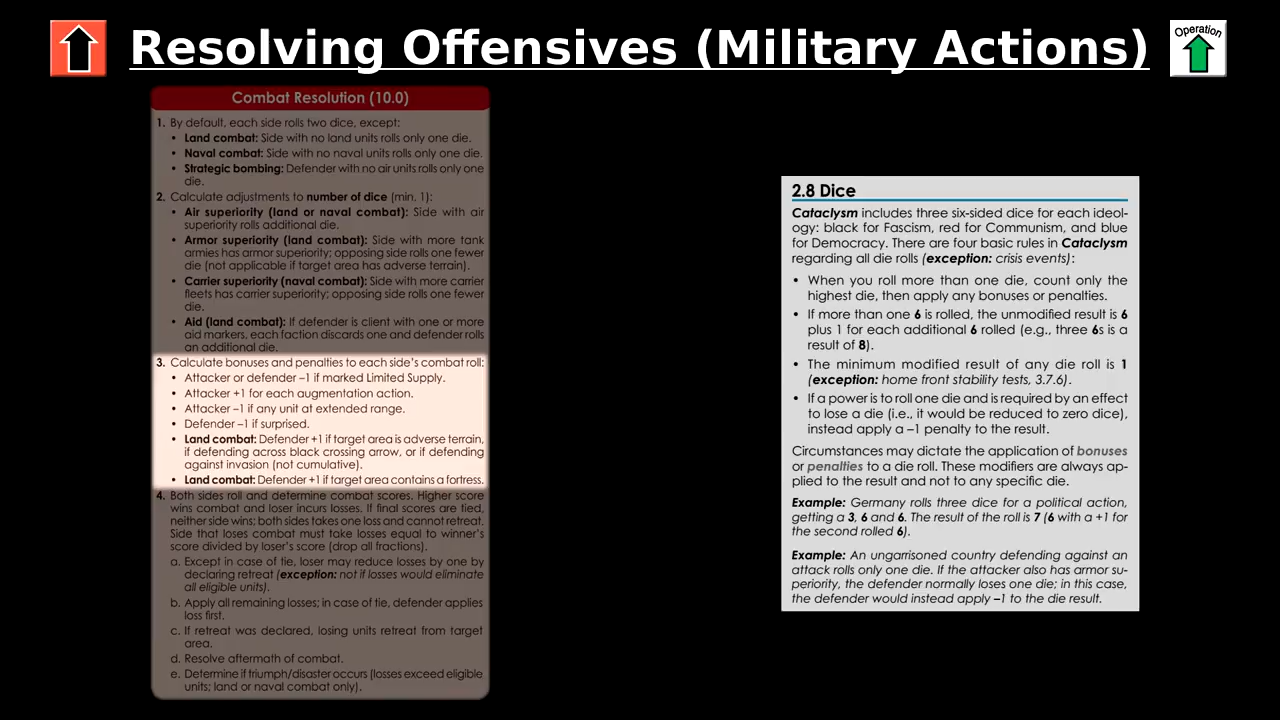 Resolving Offensives (Military Actions)
Operation
Combat Resolution (10.0)
1. By default, each side rolls two dice, except:
• Land combat: Side with no land units rolls only one die.
• Naval combat: Side with no naval units rolls only one die.
• Strategic bombing: Defender with no air units rolls only one
die.
2. Calculate adjustments to number of dice (min. 1):
• Air superiority (land or naval combat): Side with air
superiority rolls additional die.
• Armor superiority (land combat): Side with more tank
armies has armor superiority; opposing side rolls one fewer
die (not applicable if target area has adverse terrain).
• Carrier superiority (naval combat): Side with more carrier
fleets has carrier superiority; opposing side rolls one fewer
die.
• Aid (land combat): If defender is client with one or more
aid markers, each faction discards one and defender rolls
an additional die.
3. Calculate bonuses and penalties to each side's combat roll:
• Attacker or defender –1 if marked Limited Supply.
• Attacker +1 for each augmentation action.
• Attacker –1 if any unit at extended range.
• Defender –1 if surprised.
• Land combat: Defender +1 if target area is adverse terrain,
if defending across black crossing arrow, or if defending
against invasion (not cumulative).
• Land combat: Defender +1 if target area contains a fortress.
4. Both sides roll and determine combat scores. Higher score
wins combat and loser incurs losses. If final scores are tied,
neither side wins; both sides takes one loss and cannot retreat.
Side that loses combat must take losses equal to winner's
score divided by loser's score (drop all fractions).
a. Except in case of tie, loser may reduce losses by one by
declaring retreat (exception: not if losses would eliminate
all eligible units).
b. Apply all remaining losses; in case of tie, defender applies
loss first.
c. If retreat was declared, losing units retreat from target
area.
d. Resolve aftermath of combat.
e. Determine if triumph/disaster occurs (losses exceed eligible
units; land or naval combat only).
2.8 Dice
Cataclysm includes three six-sided dice for each ideol-
ogy: black for Fascism, red for Communism, and blue
for Democracy. There are four basic rules in Cataclysm
regarding all die rolls (exception: crisis events):
• When you roll more than one die, count only the
highest die, then apply any bonuses or penalties.
• If more than one 6 is rolled, the unmodified result is 6
plus 1 for each additional 6 rolled (e.g., three 6s is a
result of 8).
• The minimum modified result of any die roll is 1
(exception: home front stability tests, 3.7.6).
• If a power is to roll one die and is required by an effect
to lose a die (i.e., it would be reduced to zero dice),
instead apply a –1 penalty to the result.
Circumstances may dictate the application of bonuses
or penalties to a die roll. These modifiers are always ap-
plied to the result and not to any specific die.
Example: Germany rolls three dice for a political action,
getting a 3, 6 and 6. The result of the roll is 7 (6 with a +1 for
the second rolled 6).
Example: An ungarrisoned country defending against an
attack rolls only one die. If the attacker also has armor su-
periority, the defender normally loses one die; in this case,
the defender would instead apply –1 to the die result.